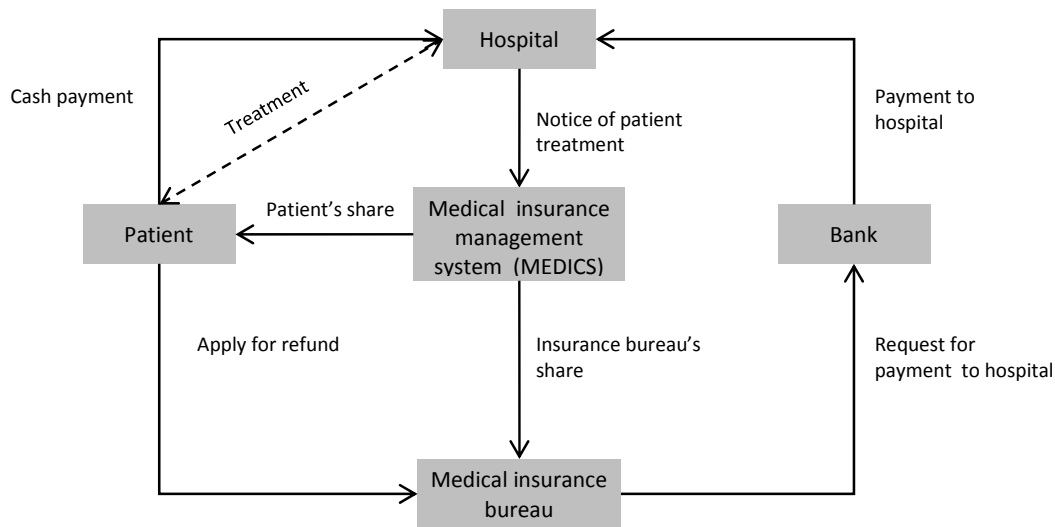 Hospital
Cash payment
Treatment
Payment to
hospital
Notice of patient
treatment
Patient
Patient's share
Medical insurance
management
system (MEDICS)
Bank
Apply for refund
Insurance bureau's
share
Request for
payment to hospital
Medical insurance
bureau